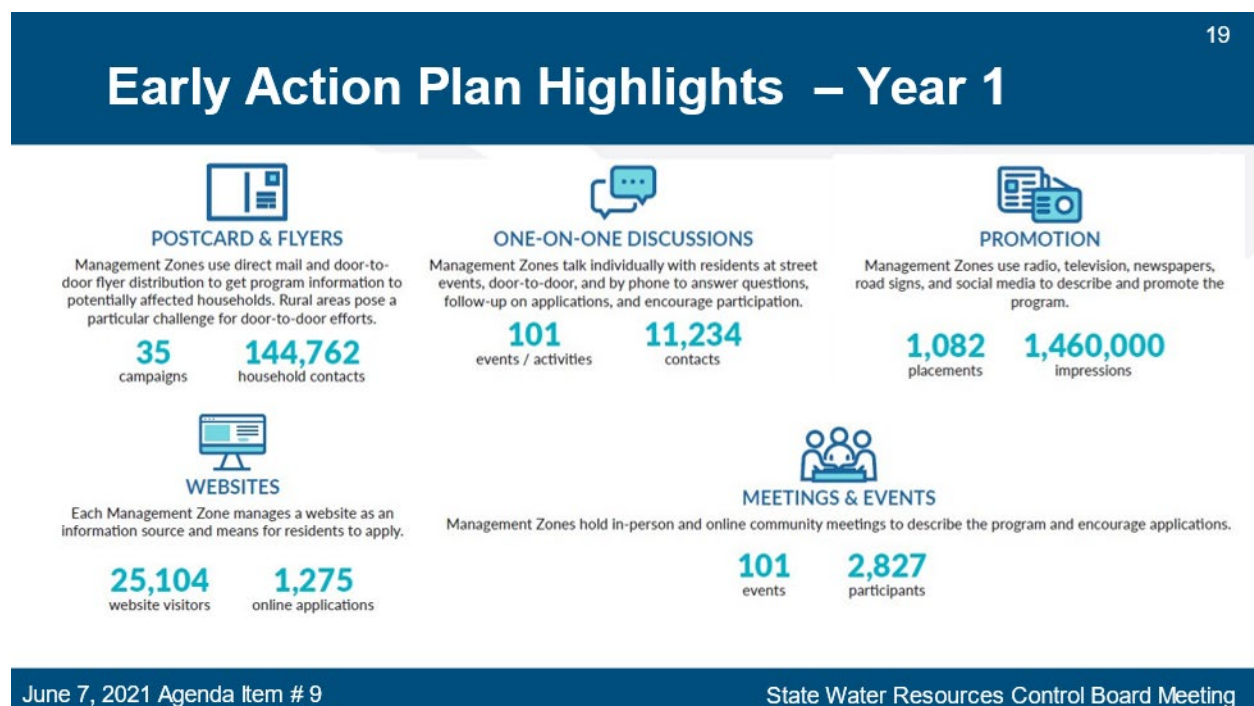 19
Early Action Plan Highlights – Year 1
POSTCARD & FLYERS
Management Zones use direct mail and door-to-
door flyer distribution to get program information to
potentially affected households. Rural areas pose a
particular challenge for door-to-door efforts.
35
campaigns
144,762
household contacts
ONE-ON-ONE DISCUSSIONS
Management Zones talk individually with residents at street
events, door-to-door, and by phone to answer questions,
follow-up on applications, and encourage participation.
101
events / activities
11,234
contacts
PROMOTION
Management Zones use radio, television, newspapers,
road signs, and social media to describe and promote the
program.
1,082
placements
1,460,000
impressions
WEBSITES
Each Management Zone manages a website as an
information source and means for residents to apply.
25,104
website visitors
1,275
online applications
MEETINGS & EVENTS
Management Zones hold in-person and online community meetings to describe the program and encourage applications.
101
events
2,827
participants
June 7, 2021 Agenda Item # 9
State Water Resources Control Board Meeting